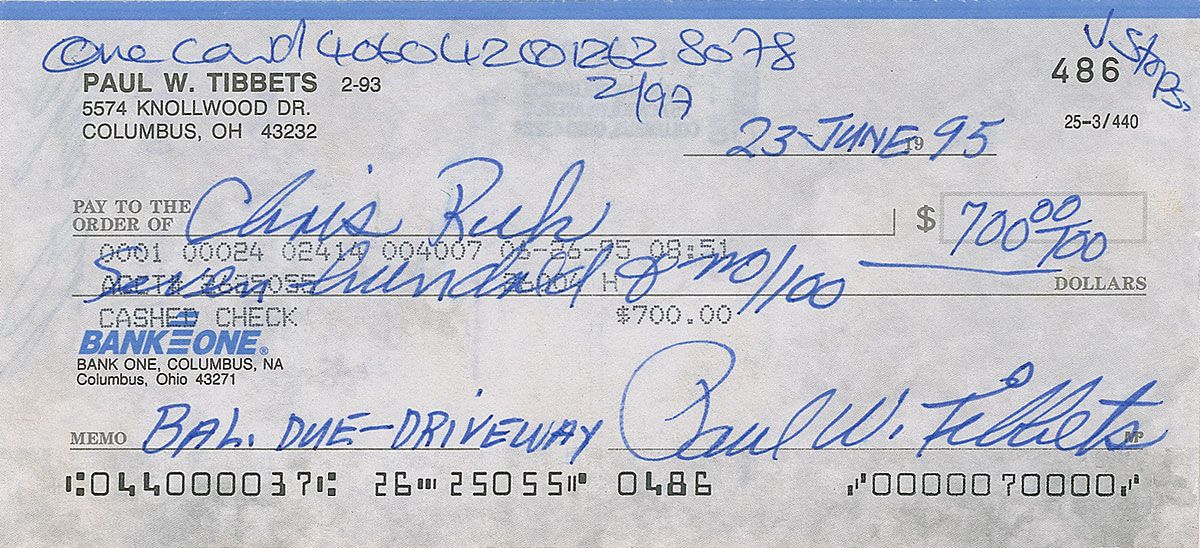 One card 4060420012628078
2/97
V Stops
PAUL W. TIBBETS 2-93
5574 KNOLLWOOD DR.
COLUMBUS, OH 43232
486
25-3/440
23-JUNE 19 95
PAY TO THE
ORDER OF Chris Ruh
$ 700 00/100
0001 00024 02414 004007 06-26-95 08:51
Seven hundred & no/100
DOLLARS
CASHED CHECK $700.00
BANK ONE®
BANK ONE, COLUMBUS, NA
Columbus, Ohio 43271
MEMO BAL. DUE-DRIVEWAY
Paul W. Tibbets
MP
⑆044000037⑆ 26⑉25055⑈ 0486 ⑇0000070000⑇